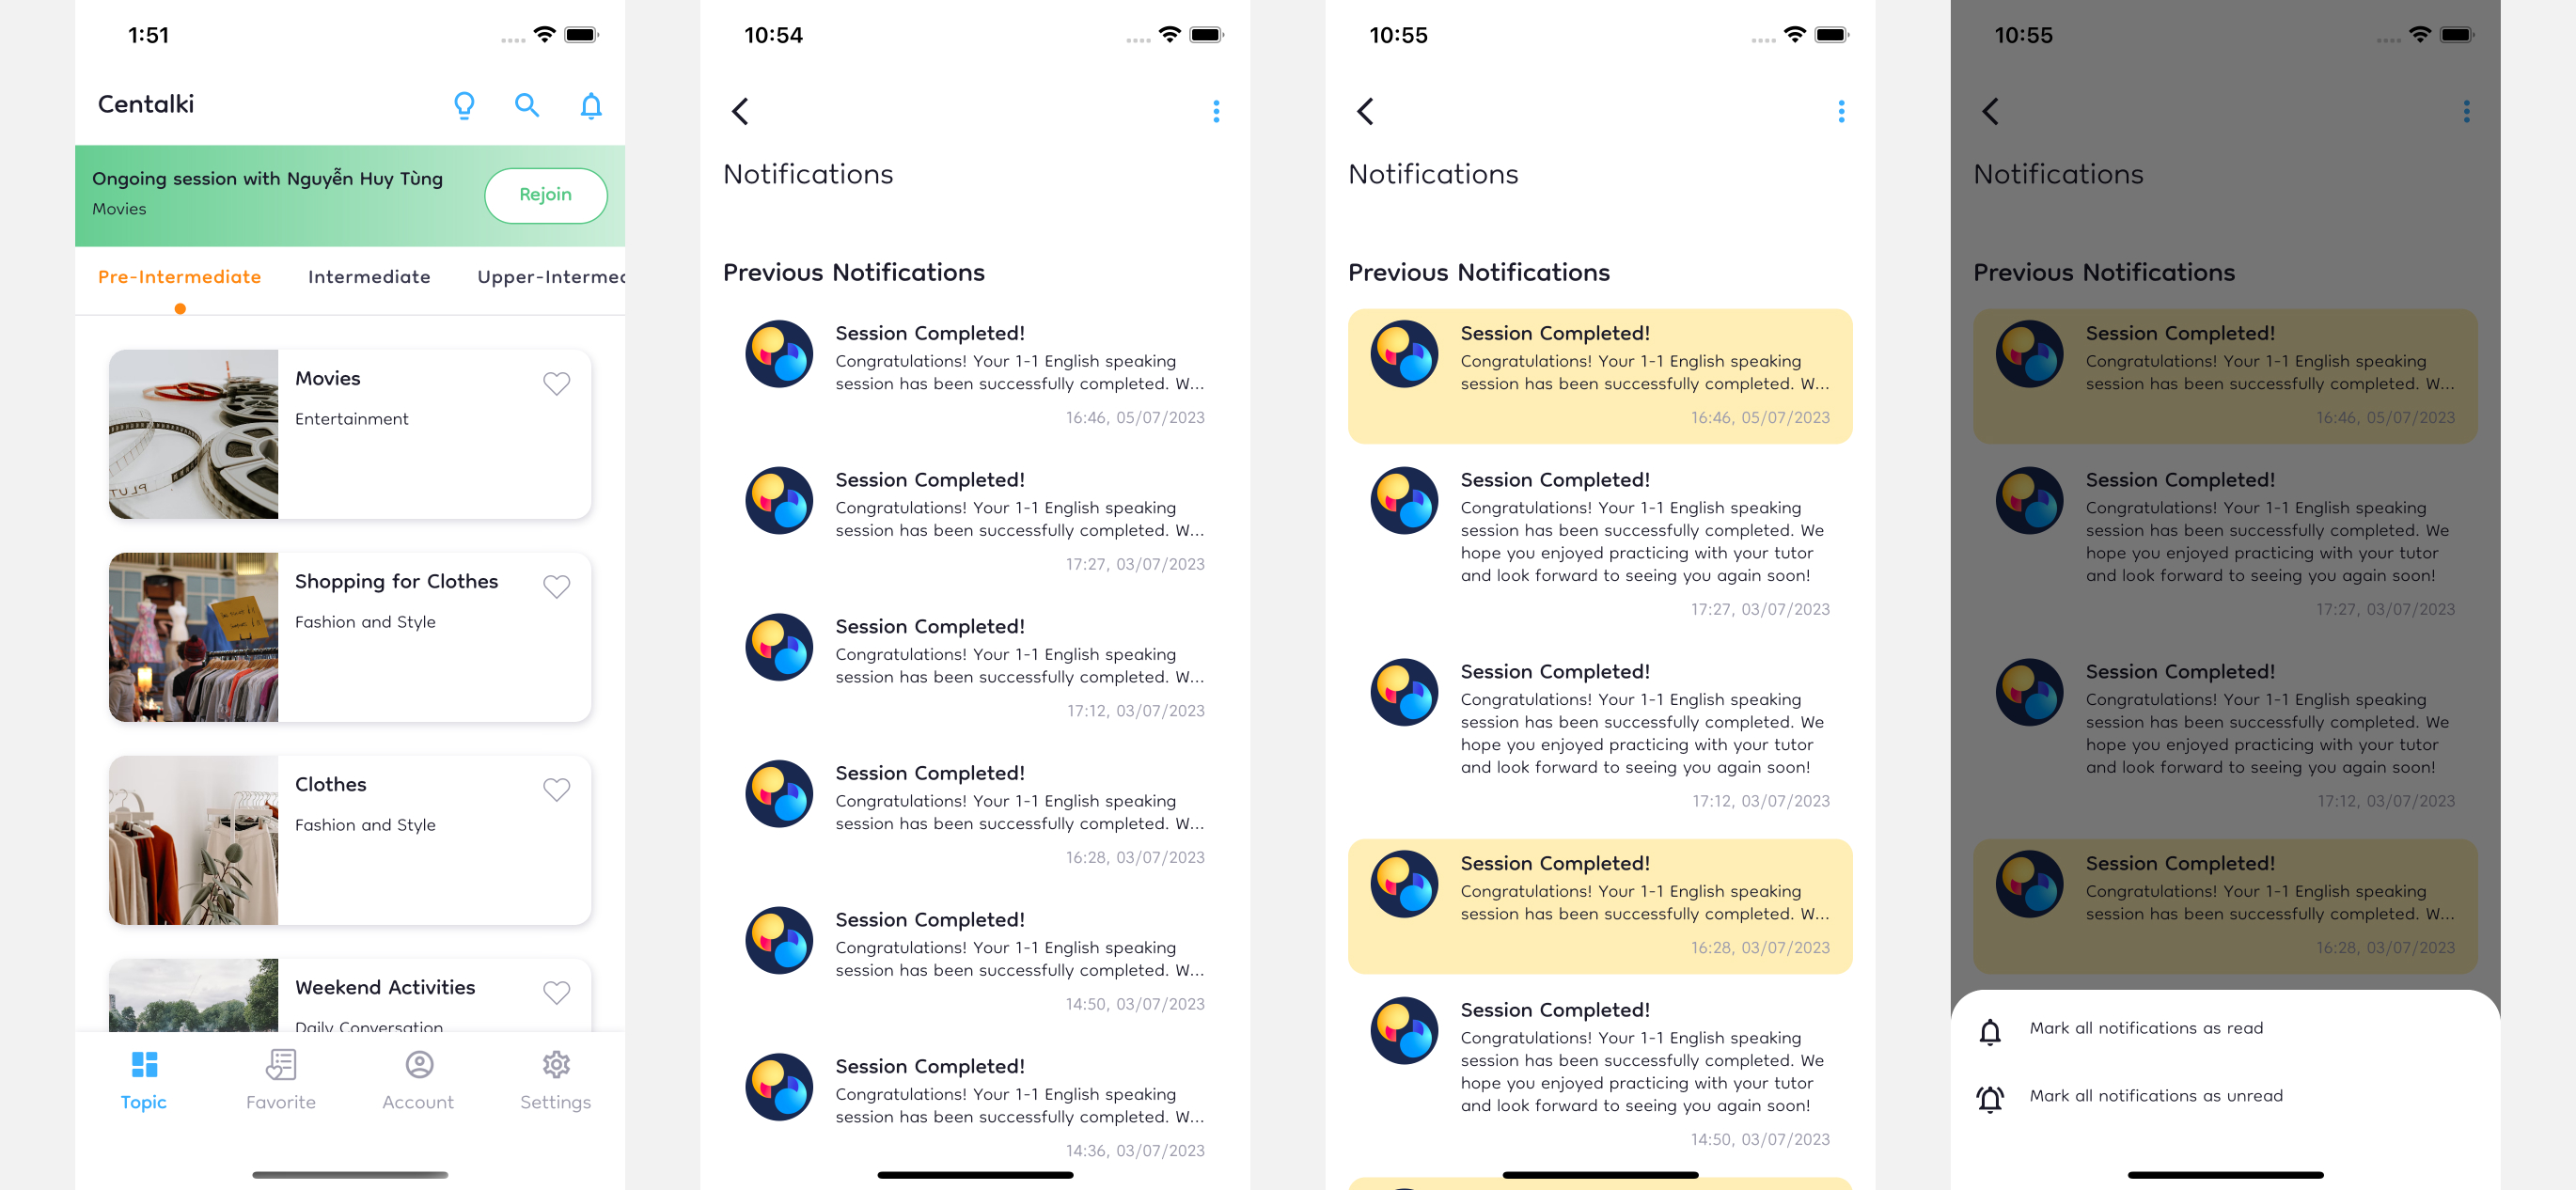 1:51
Centalki
Ongoing session with Nguyễn Huy Tùng
Movies
Rejoin
Pre-Intermediate
Intermediate
Upper-Intermed
Movies
Entertainment
Shopping for Clothes
Fashion and Style
Clothes
Fashion and Style
Weekend Activities
Daily Conversation
Topic
Favorite
Account
Settings
10:54
Notifications
Previous Notifications
Session Completed!
Congratulations! Your 1-1 English speaking
session has been successfully completed. W...
16:46, 05/07/2023
Session Completed!
Congratulations! Your 1-1 English speaking
session has been successfully completed. W...
17:27, 03/07/2023
Session Completed!
Congratulations! Your 1-1 English speaking
session has been successfully completed. W...
17:12, 03/07/2023
Session Completed!
Congratulations! Your 1-1 English speaking
session has been successfully completed. W...
16:28, 03/07/2023
Session Completed!
Congratulations! Your 1-1 English speaking
session has been successfully completed. W...
14:50, 03/07/2023
Session Completed!
Congratulations! Your 1-1 English speaking
session has been successfully completed. W...
14:36, 03/07/2023
10:55
Notifications
Previous Notifications
Session Completed!
Congratulations! Your 1-1 English speaking
session has been successfully completed. W...
16:46, 05/07/2023
Session Completed!
Congratulations! Your 1-1 English speaking
session has been successfully completed. We
hope you enjoyed practicing with your tutor
and look forward to seeing you again soon!
17:27, 03/07/2023
Session Completed!
Congratulations! Your 1-1 English speaking
session has been successfully completed. We
hope you enjoyed practicing with your tutor
and look forward to seeing you again soon!
17:12, 03/07/2023
Session Completed!
Congratulations! Your 1-1 English speaking
session has been successfully completed. W...
16:28, 03/07/2023
Session Completed!
Congratulations! Your 1-1 English speaking
session has been successfully completed. We
hope you enjoyed practicing with your tutor
and look forward to seeing you again soon!
14:50, 03/07/2023
10:55
Notifications
Previous Notifications
Session Completed!
Congratulations! Your 1-1 English speaking
session has been successfully completed. W...
16:46, 05/07/2023
Session Completed!
Congratulations! Your 1-1 English speaking
session has been successfully completed. We
hope you enjoyed practicing with your tutor
and look forward to seeing you again soon!
17:27, 03/07/2023
Session Completed!
Congratulations! Your 1-1 English speaking
session has been successfully completed. We
hope you enjoyed practicing with your tutor
and look forward to seeing you again soon!
17:12, 03/07/2023
Session Completed!
Congratulations! Your 1-1 English speaking
session has been successfully completed. W...
16:28, 03/07/2023
Mark all notifications as read
Mark all notifications as unread